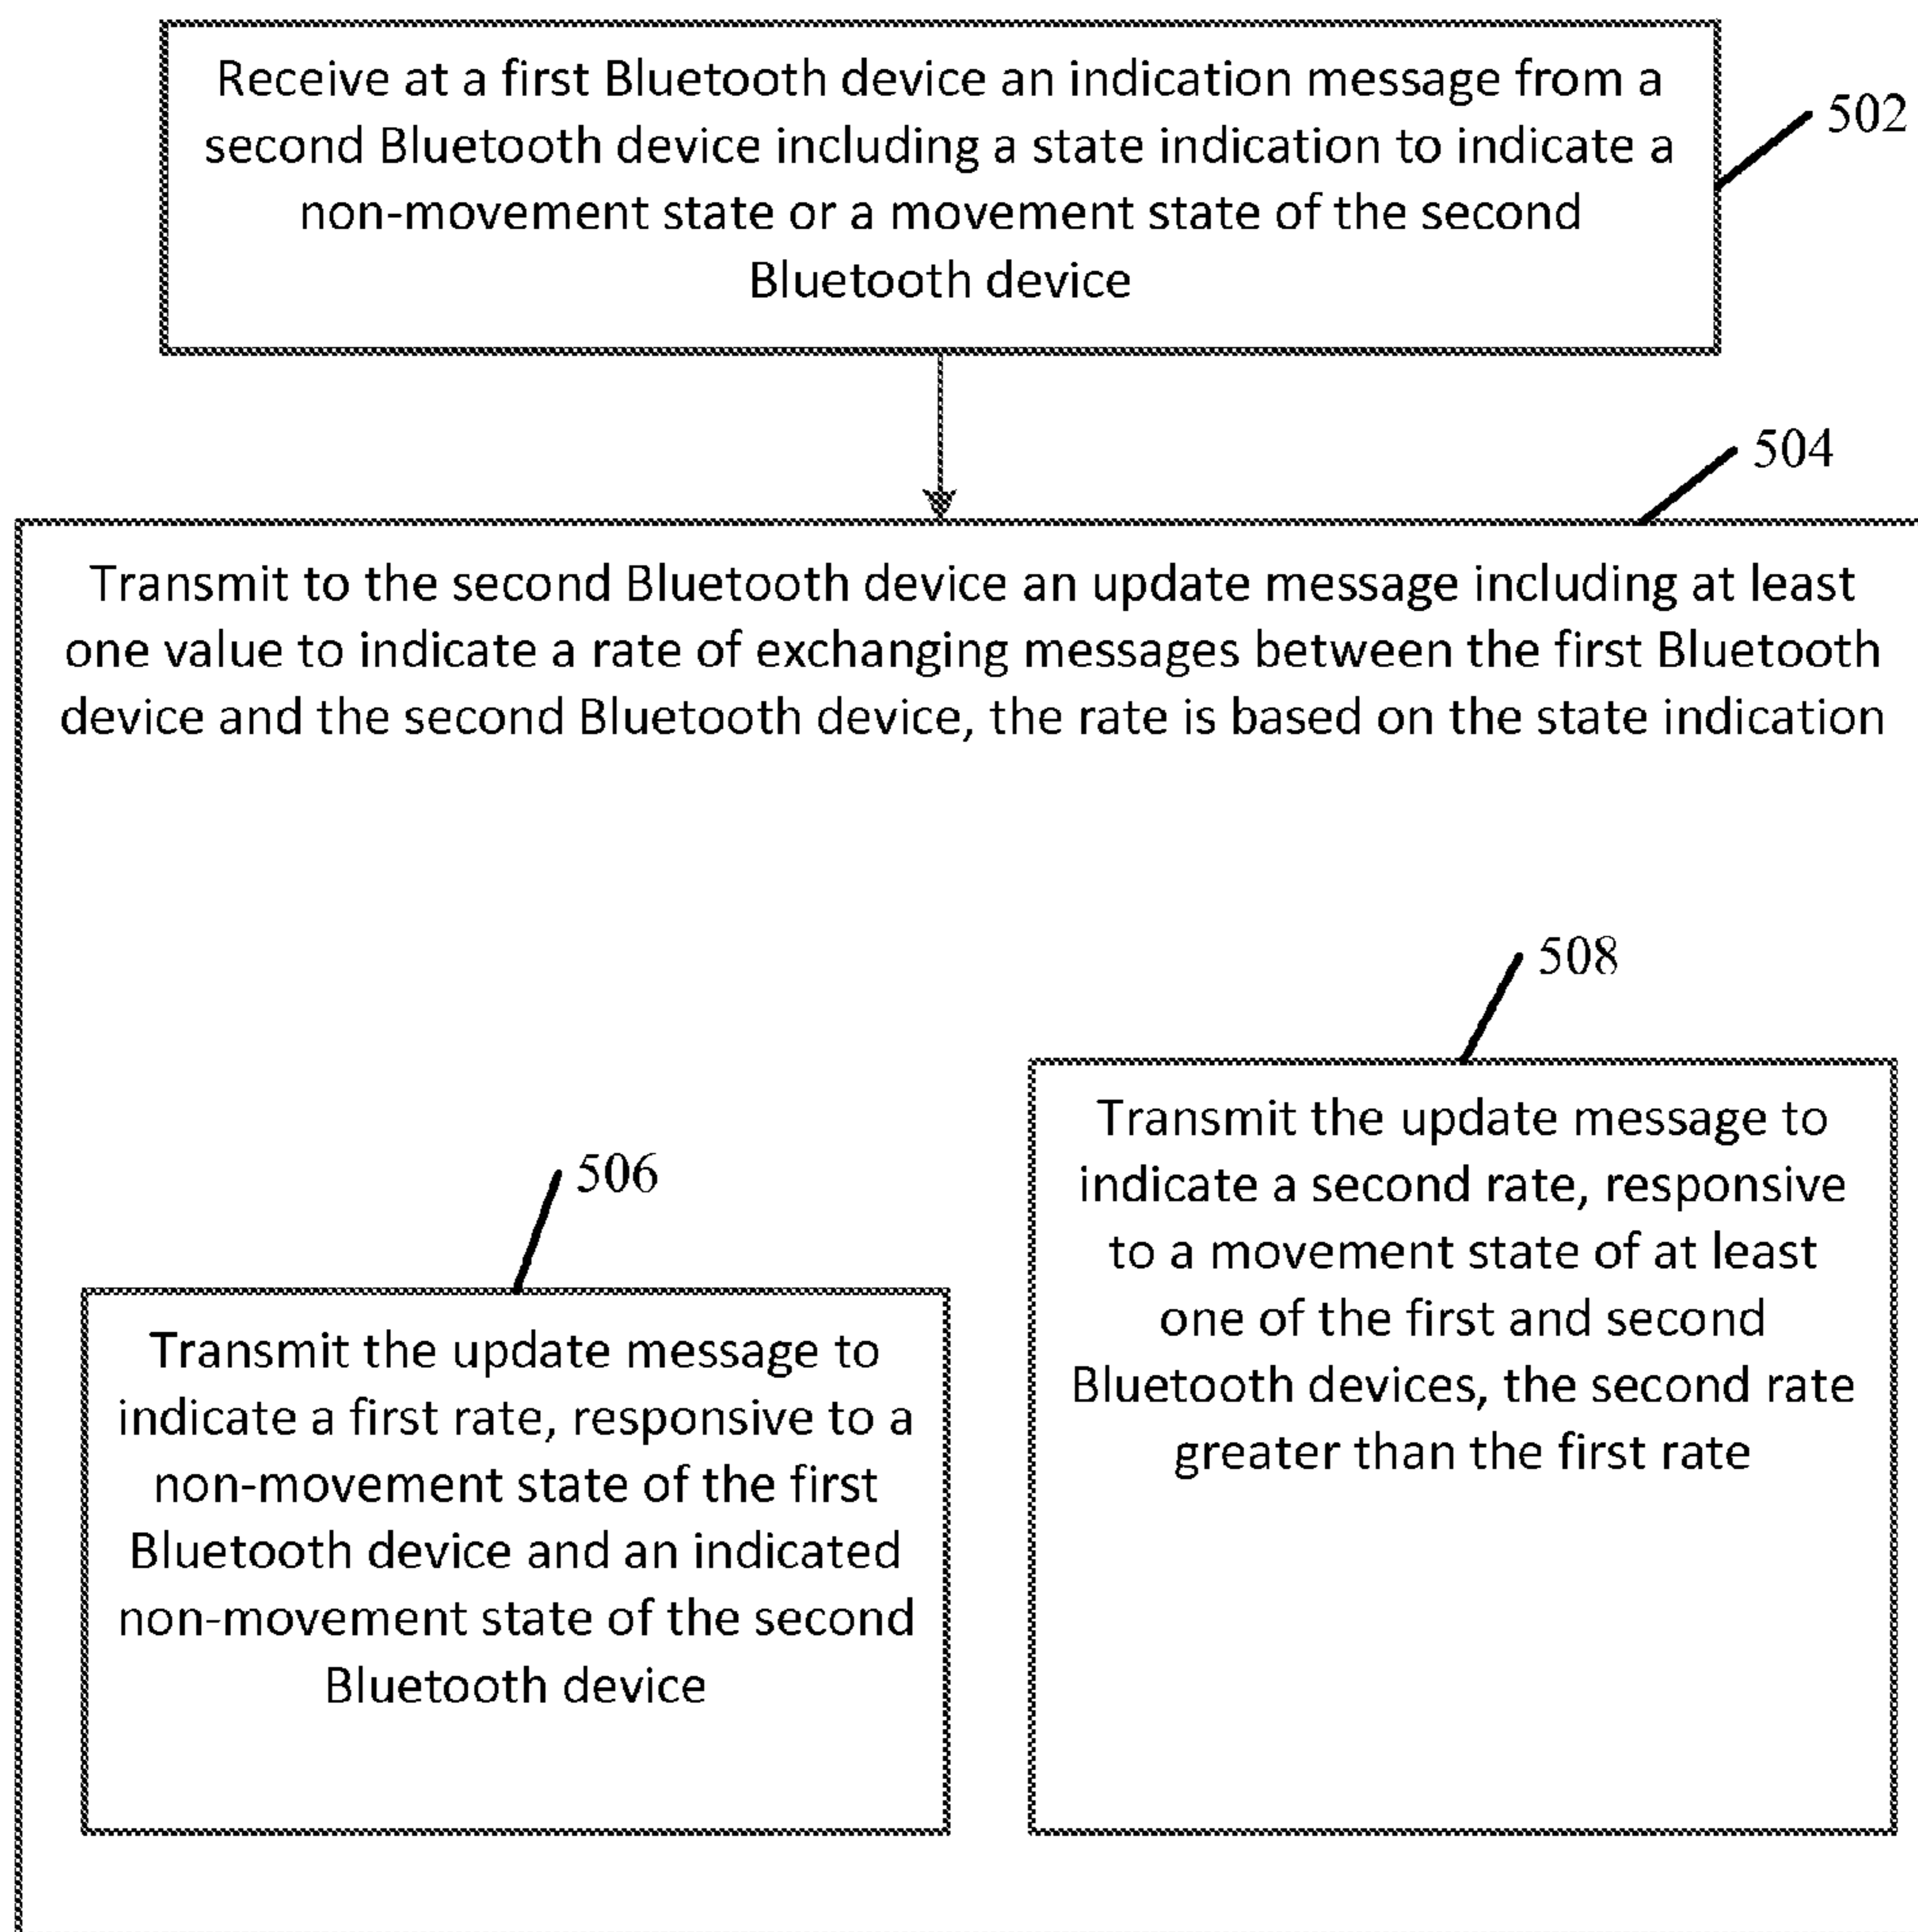 Receive at a first Bluetooth device an indication message from a
second Bluetooth device including a state indication to indicate a
non-movement state or a movement state of the second
Bluetooth device
502
504
Transmit to the second Bluetooth device an update message including at least
one value to indicate a rate of exchanging messages between the first Bluetooth
device and the second Bluetooth device, the rate is based on the state indication
506
Transmit the update message to
indicate a first rate, responsive to a
non-movement state of the first
Bluetooth device and an indicated
non-movement state of the second
Bluetooth device
508
Transmit the update message to
indicate a second rate, responsive
to a movement state of at least
one of the first and second
Bluetooth devices, the second rate
greater than the first rate